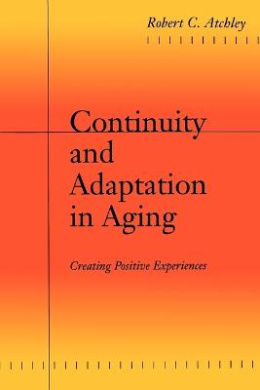 Robert C. Atchley
Continuity
and
Adaptation
in Aging
Creating Positive Experiences